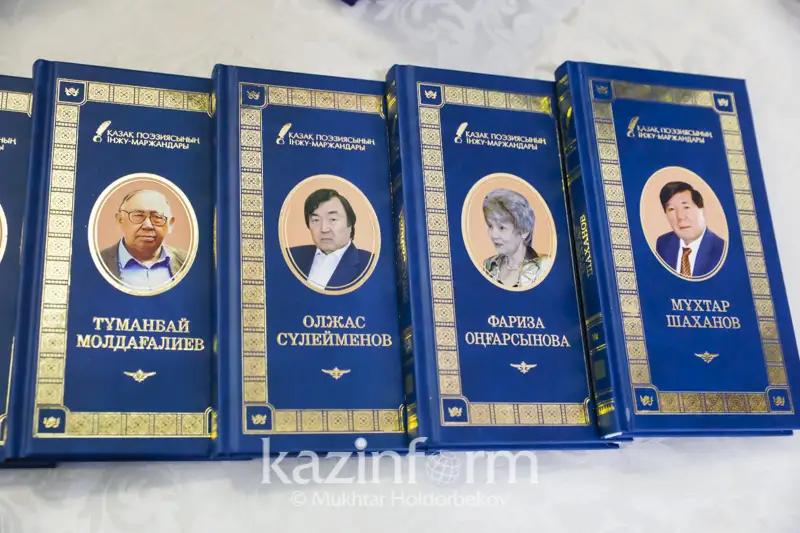 ҚАЗАҚ ПОЭЗИЯСЫНЫҢ
ІНЖУ-МАРЖАНДАРЫ
ТҰМАНБАЙ
МОЛДАҒАЛИЕВ
ҚАЗАҚ ПОЭЗИЯСЫНЫҢ
ІНЖУ-МАРЖАНДАРЫ
ОЛЖАС
СҮЛЕЙМЕНОВ
ҚАЗАҚ ПОЭЗИЯСЫНЫҢ
ІНЖУ-МАРЖАНДАРЫ
ФАРИЗА
ОҢҒАРСЫНОВА
ҚАЗАҚ ПОЭЗИЯСЫНЫҢ
ІНЖУ-МАРЖАНДАРЫ
МҰХТАР
ШАХАНОВ
ШАХАНОВ
kazinform
© Mukhtar Holdorbekov